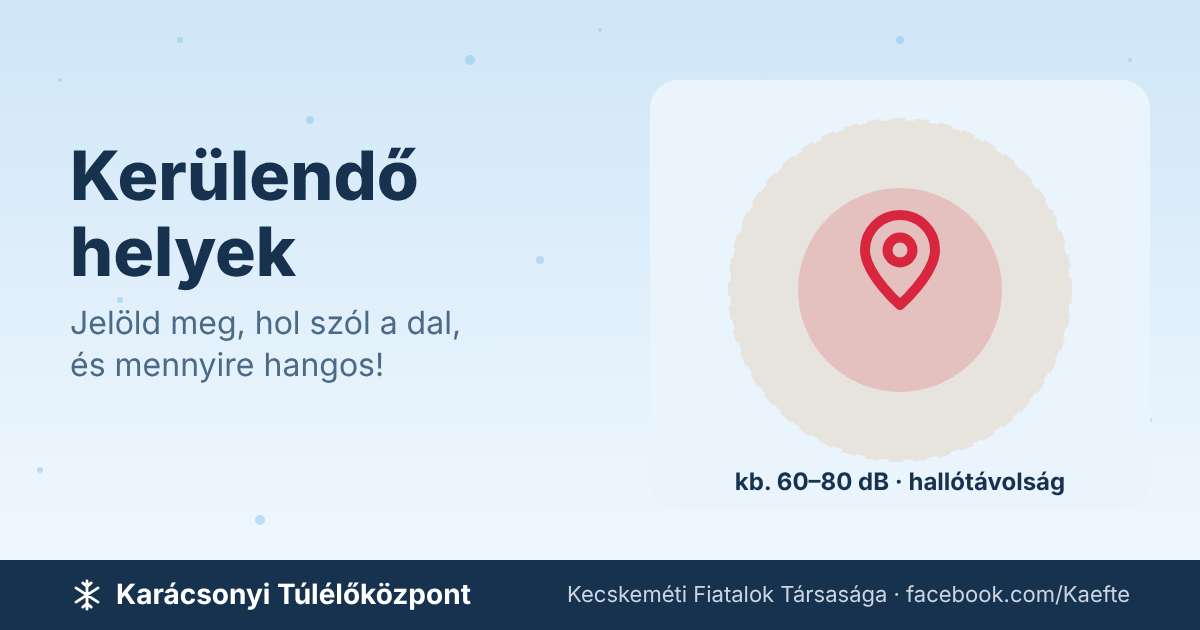 Kerülendő
helyek
Jelöld meg, hol szól a dal,
és mennyire hangos!
kb. 60–80 dB · hallótávolság
Karácsonyi Túlélőközpont
Kecskeméti Fiatalok Társasága · facebook.com/Kaefte